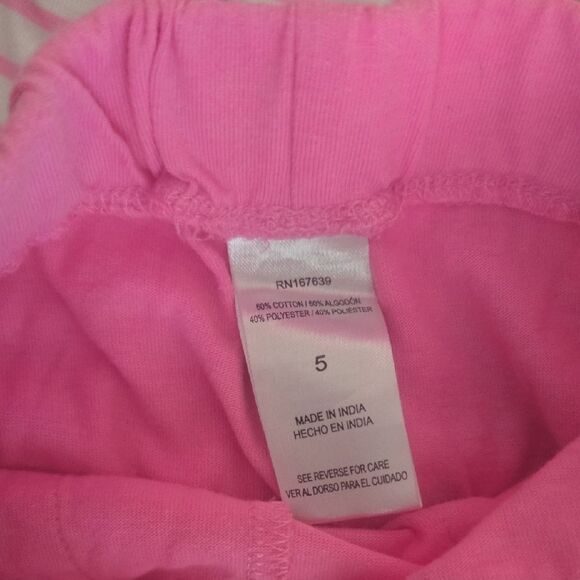 RN167639
60% COTTON / 60% ALGODÓN
40% POLYESTER / 40% POLIÉSTER
5
MADE IN INDIA
HECHO EN INDIA
SEE REVERSE FOR CARE
VER AL DORSO PARA EL CUIDADO